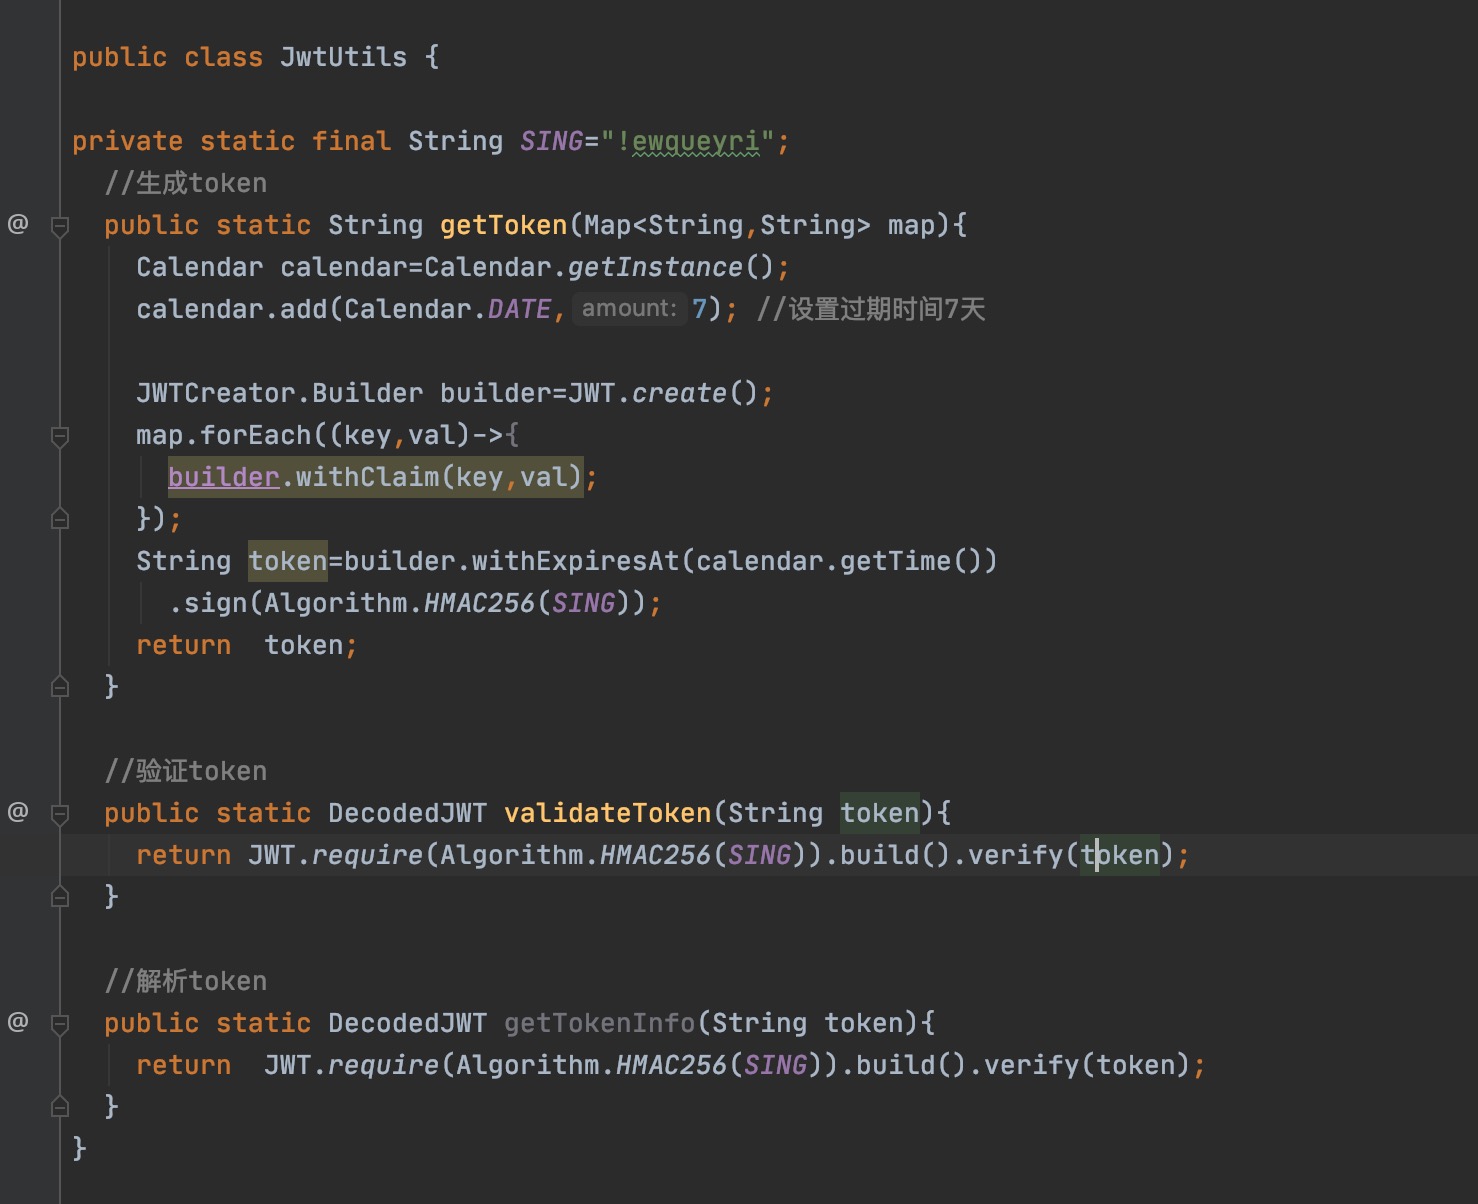 public class JwtUtils {
private static final String SING="!ewqueyri";
//生成token
@ public static String getToken(Map<String,String> map){
Calendar calendar=Calendar.getInstance();
calendar.add(Calendar.DATE, amount: 7); //设置过期时间7天
JWTCreator.Builder builder=JWT.create();
map.forEach((key,val)->{
builder.withClaim(key,val);
});
String token=builder.withExpiresAt(calendar.getTime())
.sign(Algorithm.HMAC256(SING));
return  token;
}
//验证token
@ public static DecodedJWT validateToken(String token){
return JWT.require(Algorithm.HMAC256(SING)).build().verify(token);
}
//解析token
@ public static DecodedJWT getTokenInfo(String token){
return  JWT.require(Algorithm.HMAC256(SING)).build().verify(token);
}
}